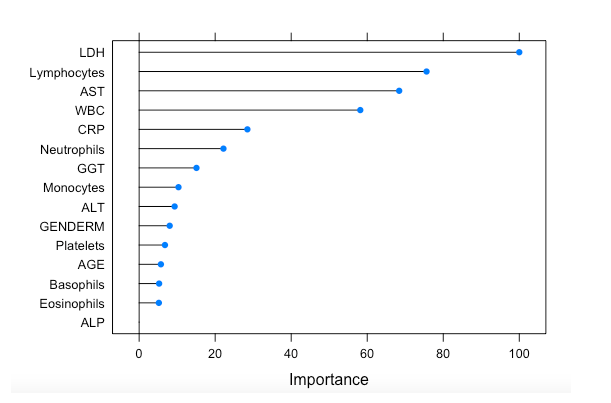 LDH
Lymphocytes
AST
WBC
CRP
Neutrophils
GGT
Monocytes
ALT
GENDERM
Platelets
AGE
Basophils
Eosinophils
ALP
0 20 40 60 80 100
Importance